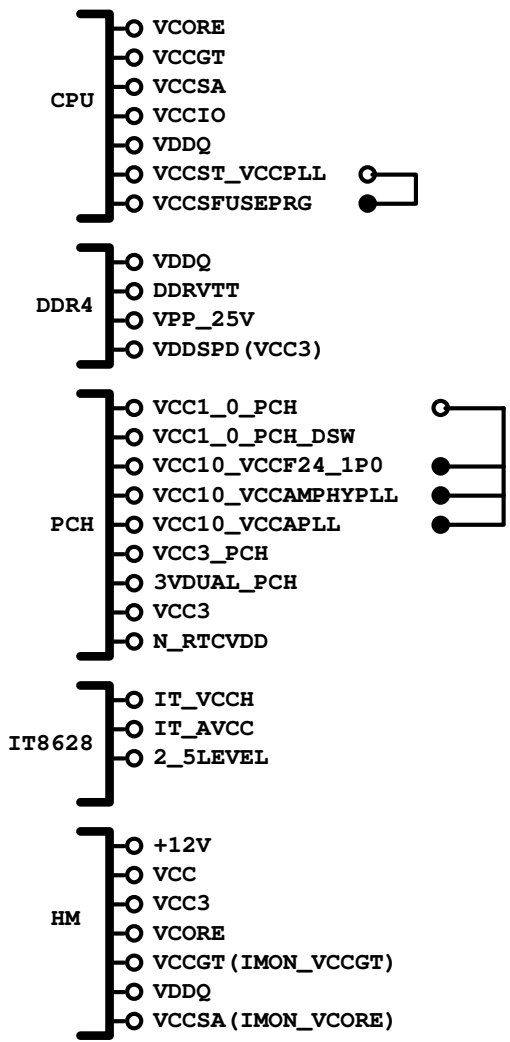 VCORE
VCCGT
VCCSA
CPU
VCCIO
VDDQ
VCCST_VCCPLL
VCCSFUSEPRG
VDDQ
DDRVTT
DDR4
VPP_25V
VDDSPD(VCC3)
VCC1_0_PCH
VCC1_0_PCH_DSW
VCC10_VCCF24_1P0
VCC10_VCCAMPHYPLL
PCH
VCC10_VCCAPLL
VCC3_PCH
3VDUAL_PCH
VCC3
N_RTCVDD
IT_VCCH
IT8628
IT_AVCC
2_5LEVEL
+12V
VCC
VCC3
HM
VCORE
VCCGT(IMON_VCCGT)
VDDQ
VCCSA(IMON_VCORE)